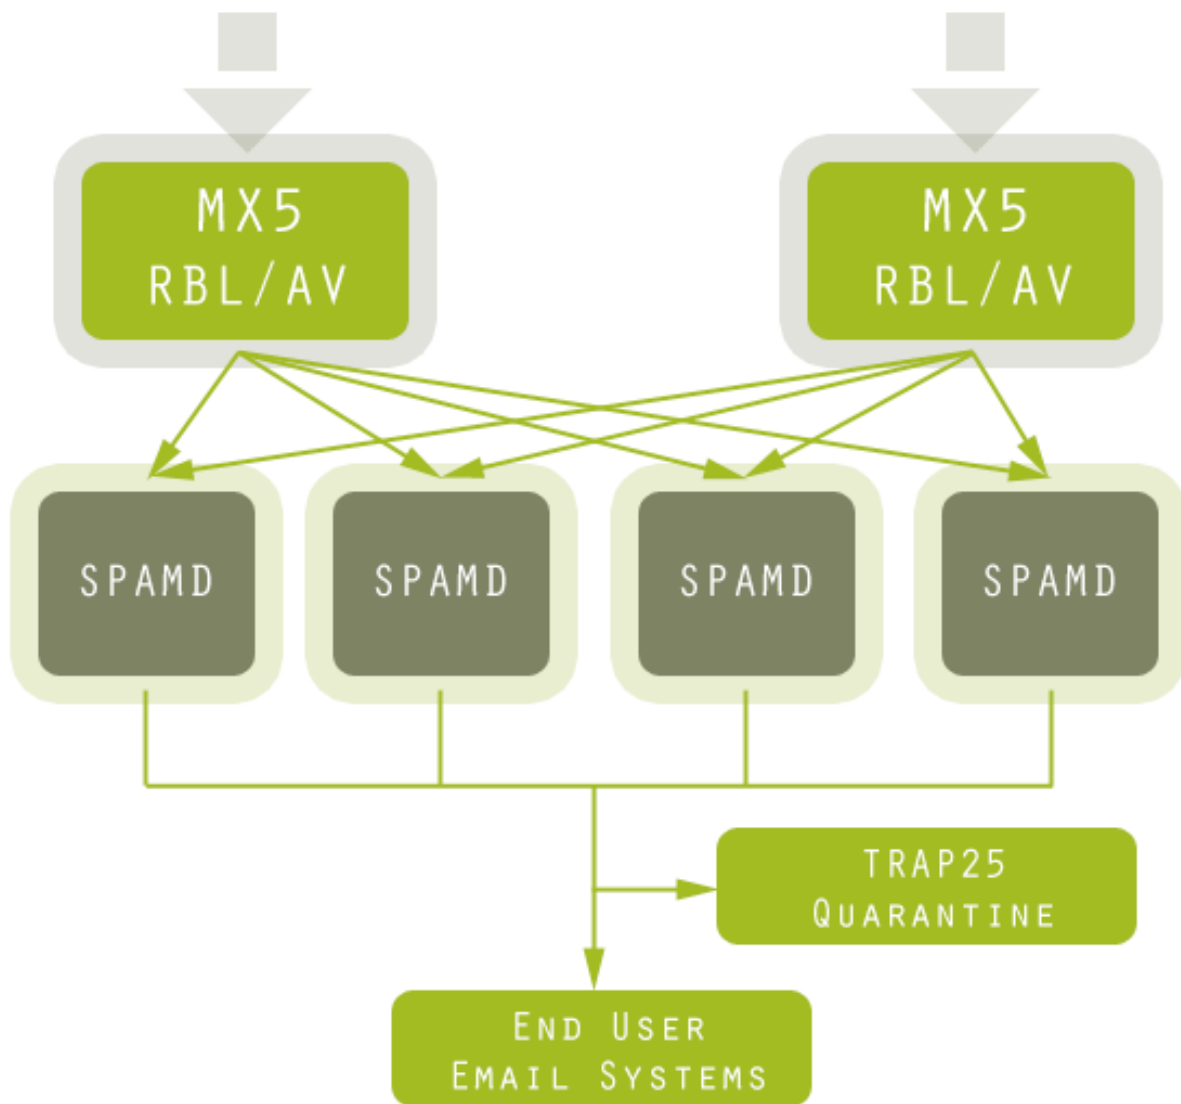 MX5
RBL/AV
MX5
RBL/AV
SPAMD
SPAMD
SPAMD
SPAMD
TRAP25
QUARANTINE
END USER
EMAIL SYSTEMS